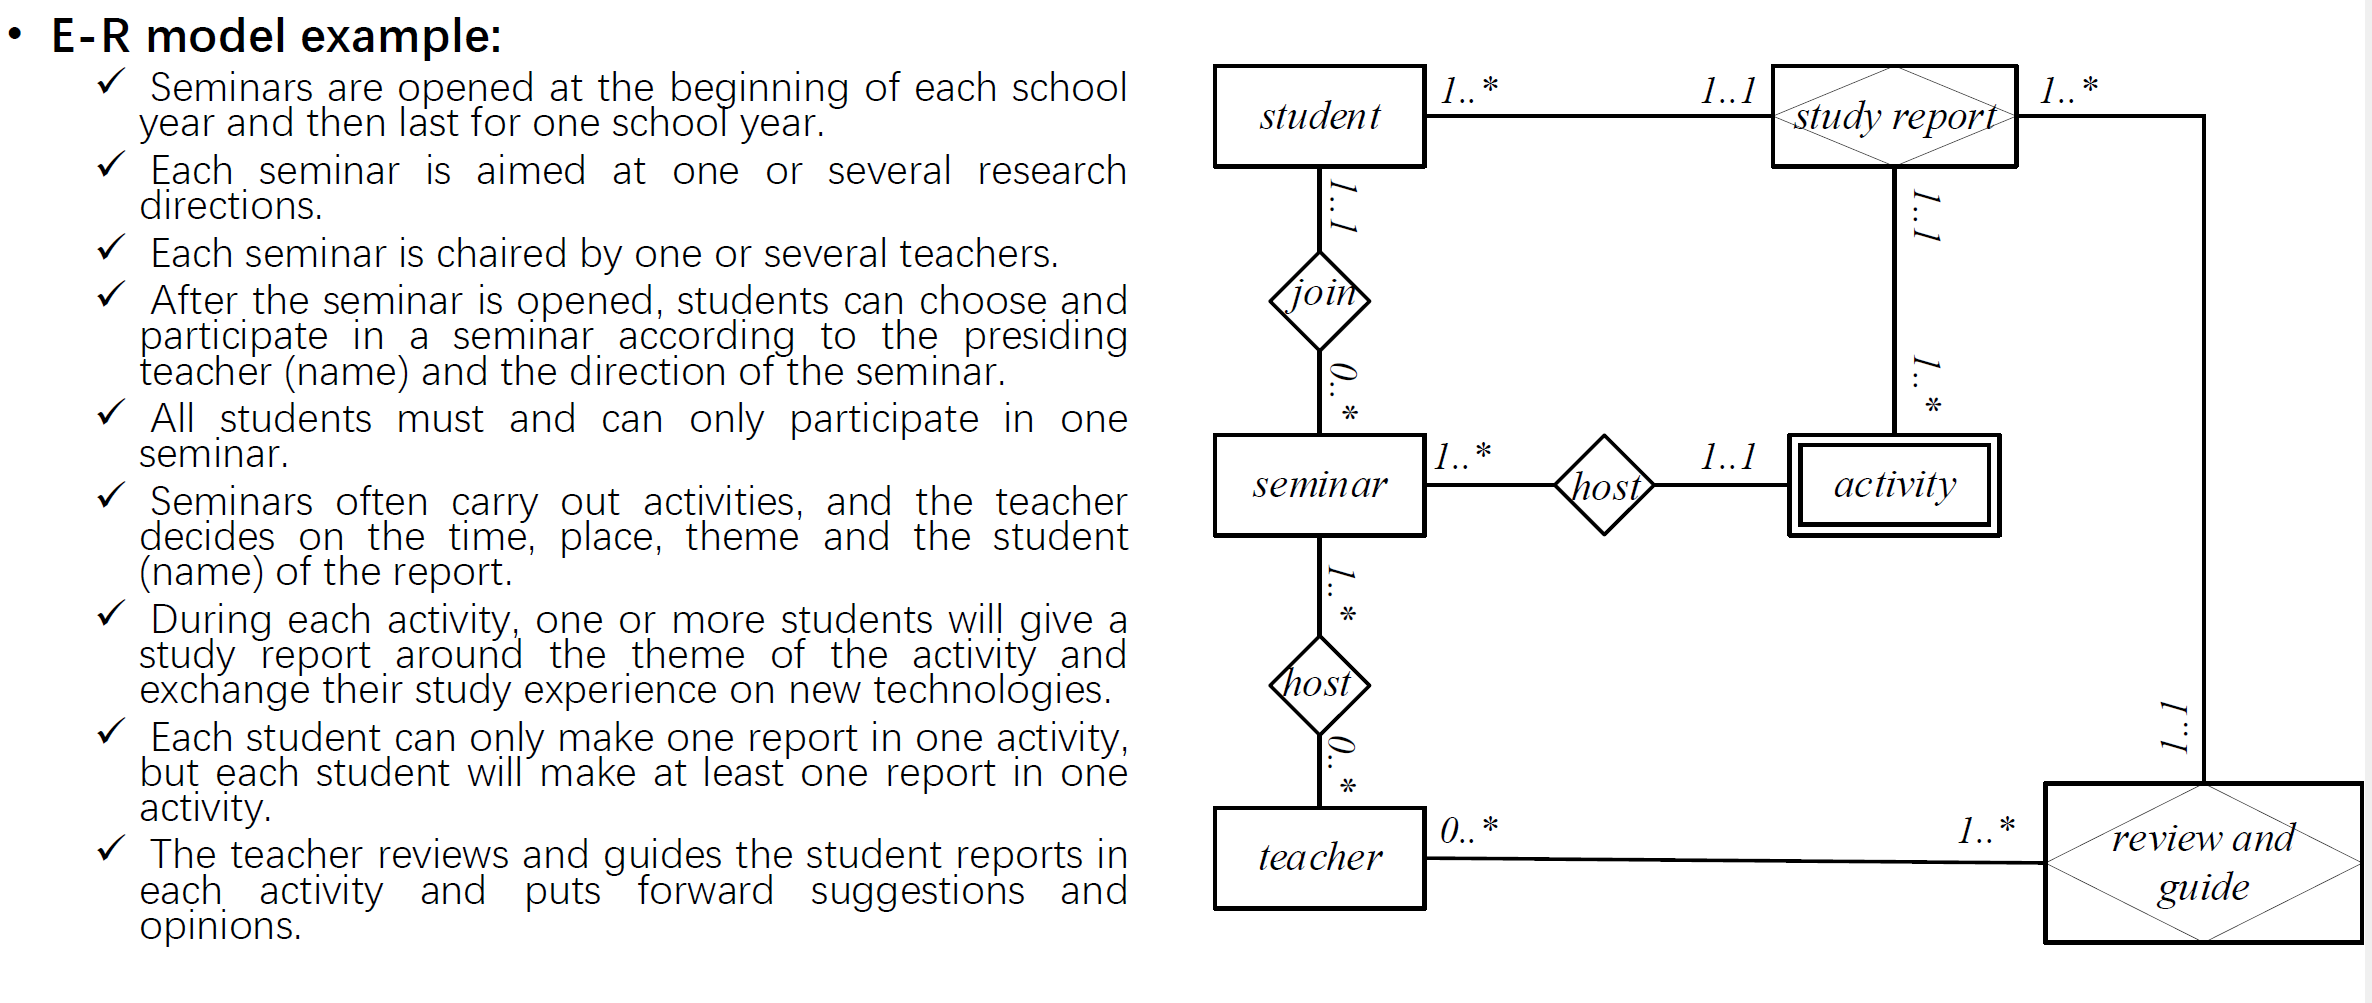 • E-R model example:
✓ Seminars are opened at the beginning of each school
year and then last for one school year.
✓ Each seminar is aimed at one or several research
directions.
✓ Each seminar is chaired by one or several teachers.
✓ After the seminar is opened, students can choose and
participate in a seminar according to the presiding
teacher (name) and the direction of the seminar.
✓ All students must and can only participate in one
seminar.
✓ Seminars often carry out activities, and the teacher
decides on the time, place, theme and the student
(name) of the report.
✓ During each activity, one or more students will give a
study report around the theme of the activity and
exchange their study experience on new technologies.
✓ Each student can only make one report in one activity,
but each student will make at least one report in one
activity.
✓ The teacher reviews and guides the student reports in
each activity and puts forward suggestions and
opinions.
student
1..*
1..1
study report
1..*
1..1
1..1
join
0..*
1..*
seminar
1..*
host
1..1
activity
1..*
host
0..*
1..1
teacher
0..*
1..*
review and
guide